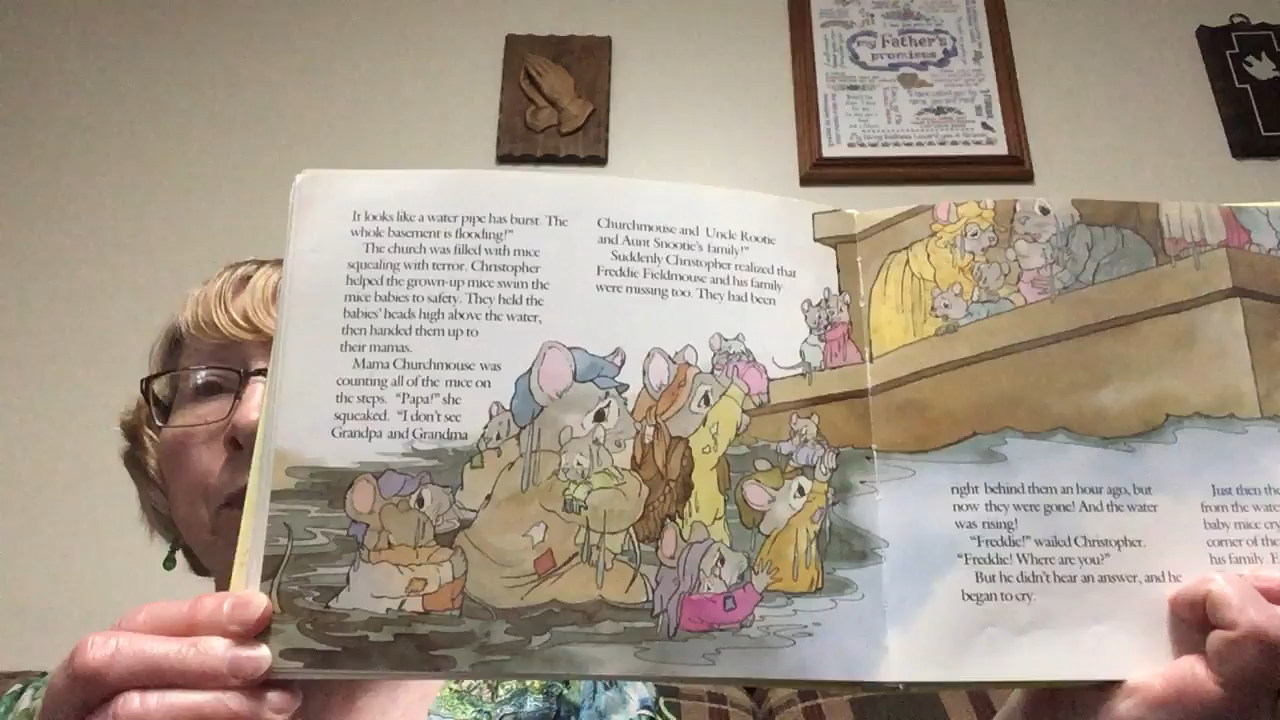 my Father's
promises
It looks like a water pipe has burst. The
whole basement is flooding!"
The church was filled with mice
squealing with terror. Christopher
helped the grown-up mice swim the
mice babies to safety. They held the
babies' heads high above the water,
then handed them up to
their mamas.
Mama Churchmouse was
counting all of the mice on
the steps. "Papa!" she
squeaked. "I don't see
Grandpa and Grandma
Churchmouse and Uncle Rootie
and Aunt Snootie's family!"
Suddenly Christopher realized that
Freddie Fieldmouse and his family
were missing too. They had been
right behind them an hour ago, but
now they were gone! And the water
was rising!
"Freddie!" wailed Christopher.
"Freddie! Where are you?"
But he didn't hear an answer, and he
began to cry.
Just then the
from the wate
baby mice cry
corner of the
his family. F